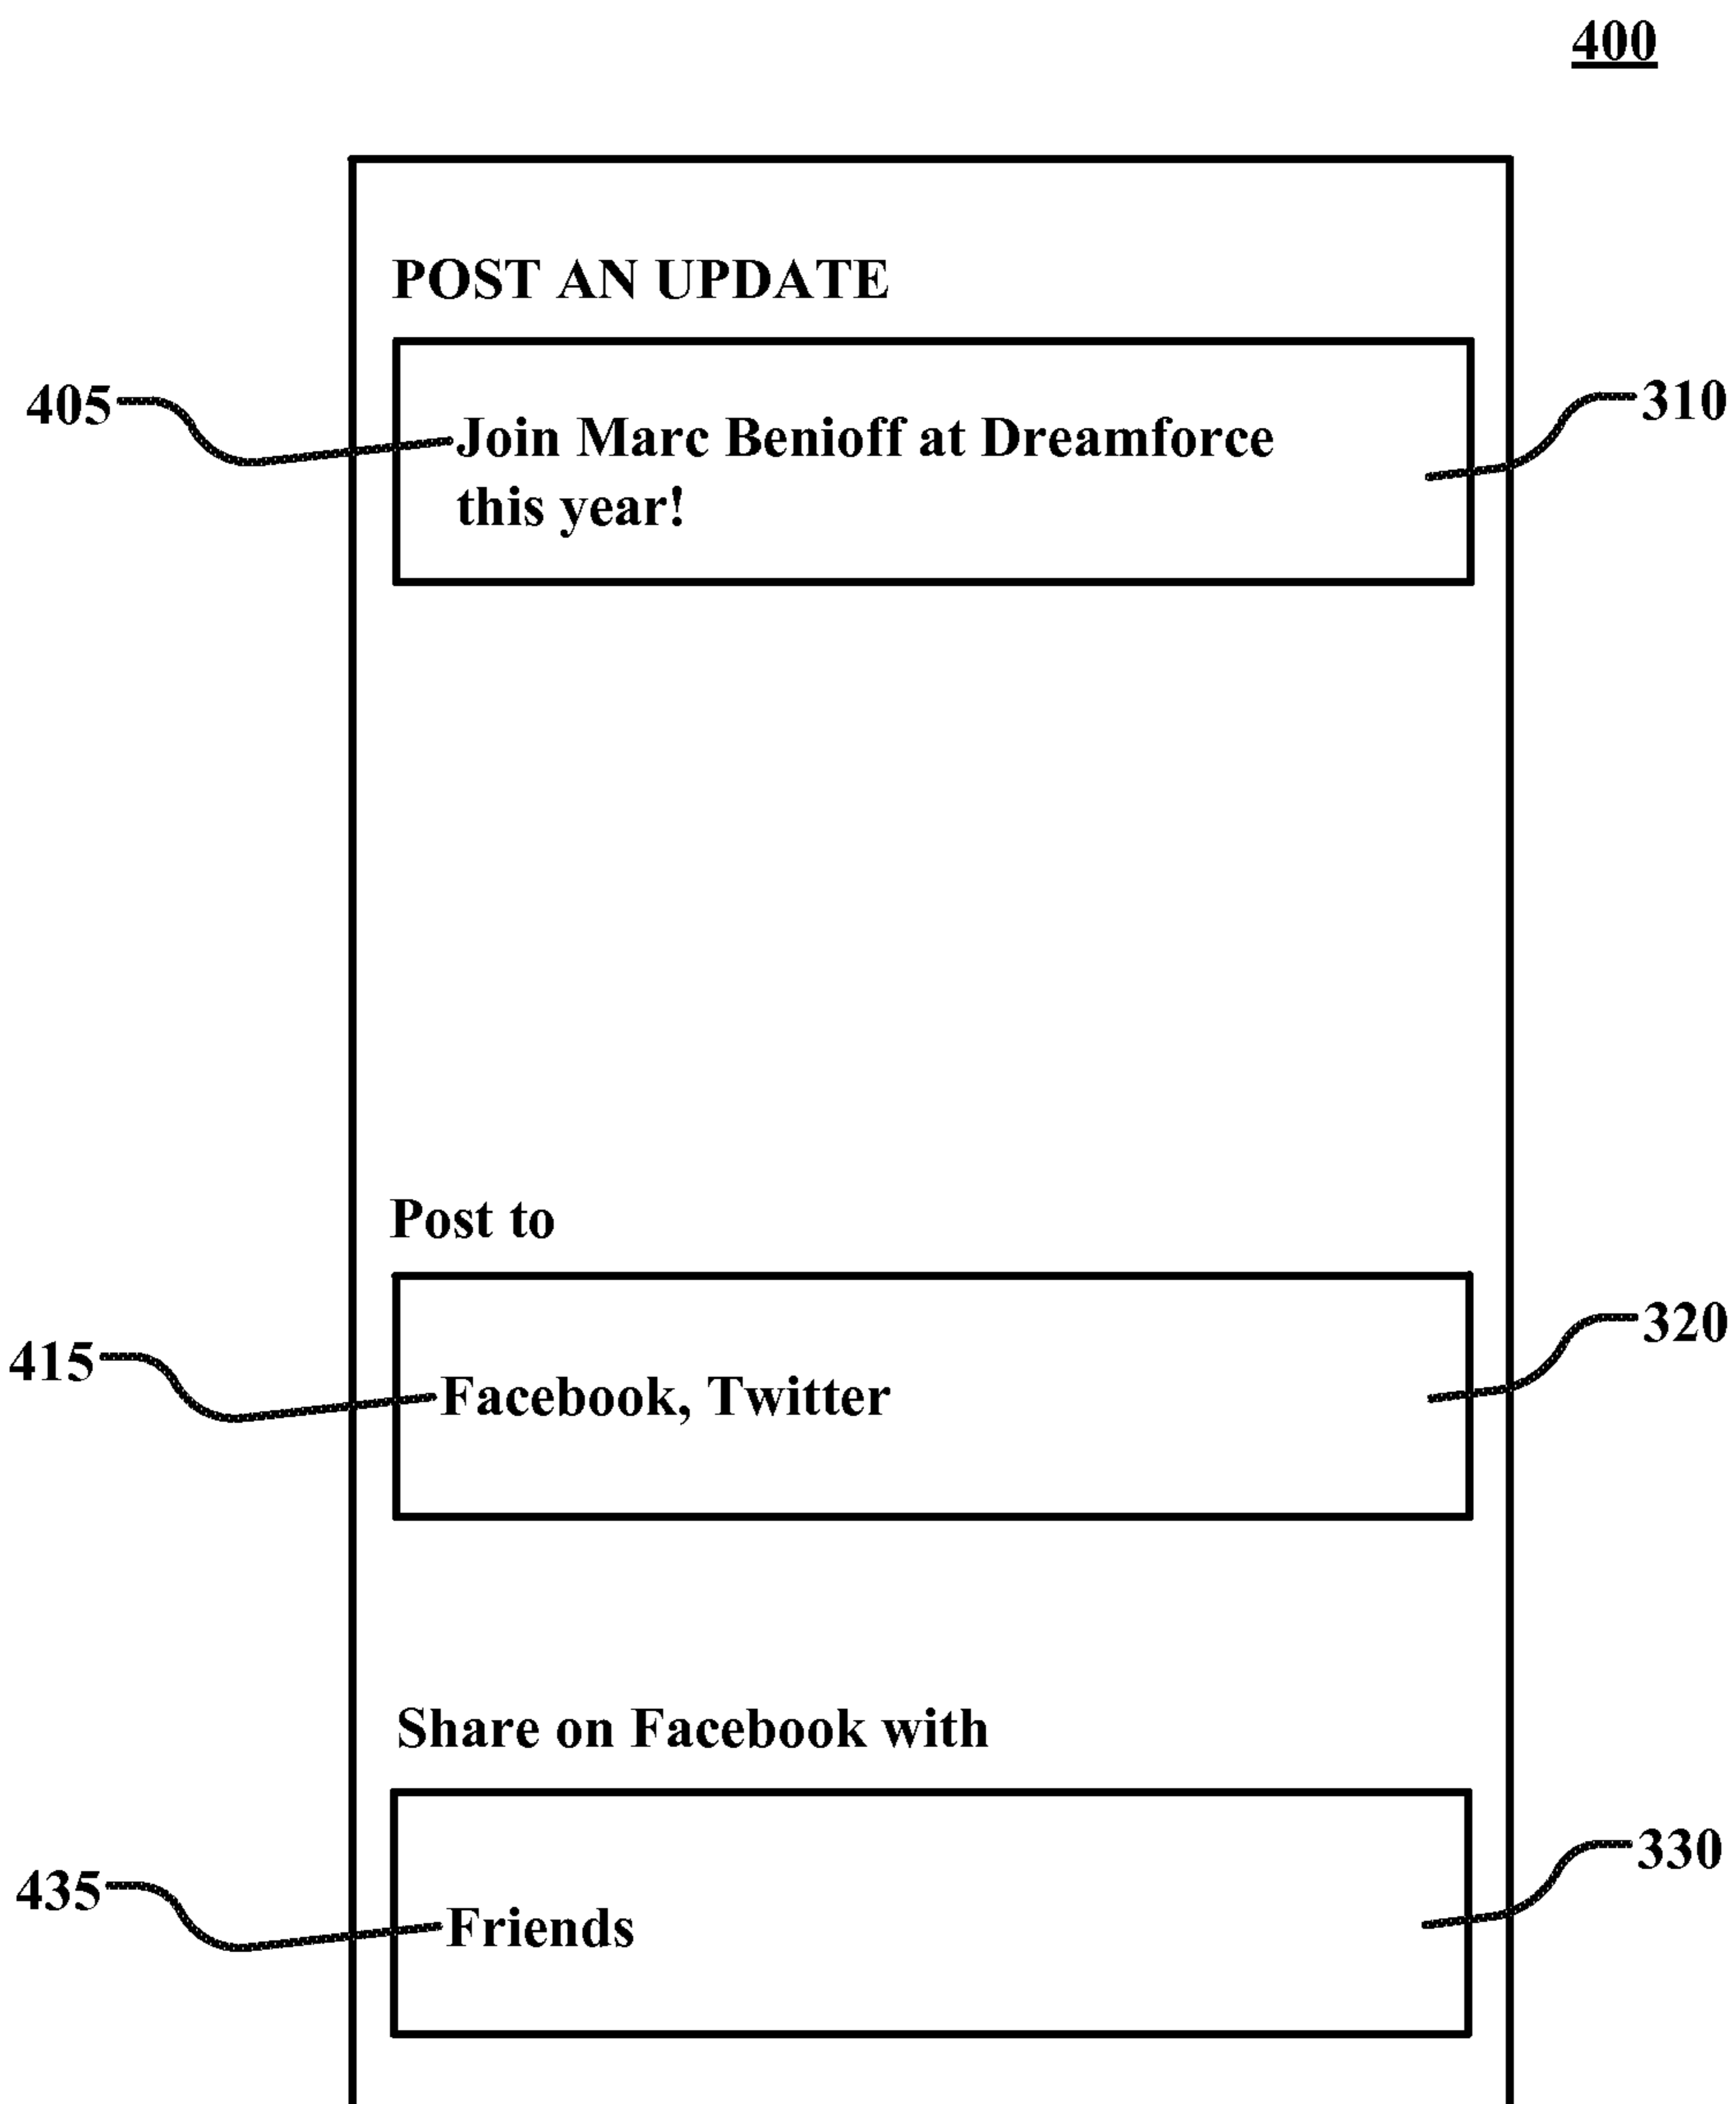 400
POST AN UPDATE
405
Join Marc Benioff at Dreamforce
310
this year!
Post to
415
Facebook, Twitter
320
Share on Facebook with
435
Friends
330